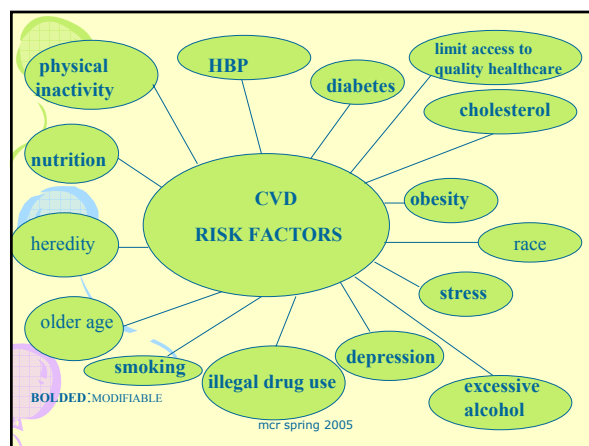 physical
inactivity
HBP
diabetes
limit access to
quality healthcare
cholesterol
nutrition
CVD
RISK FACTORS
obesity
heredity
race
stress
older age
smoking
illegal drug use
depression
excessive
alcohol
BOLDED:MODIFIABLE
mcr spring 2005